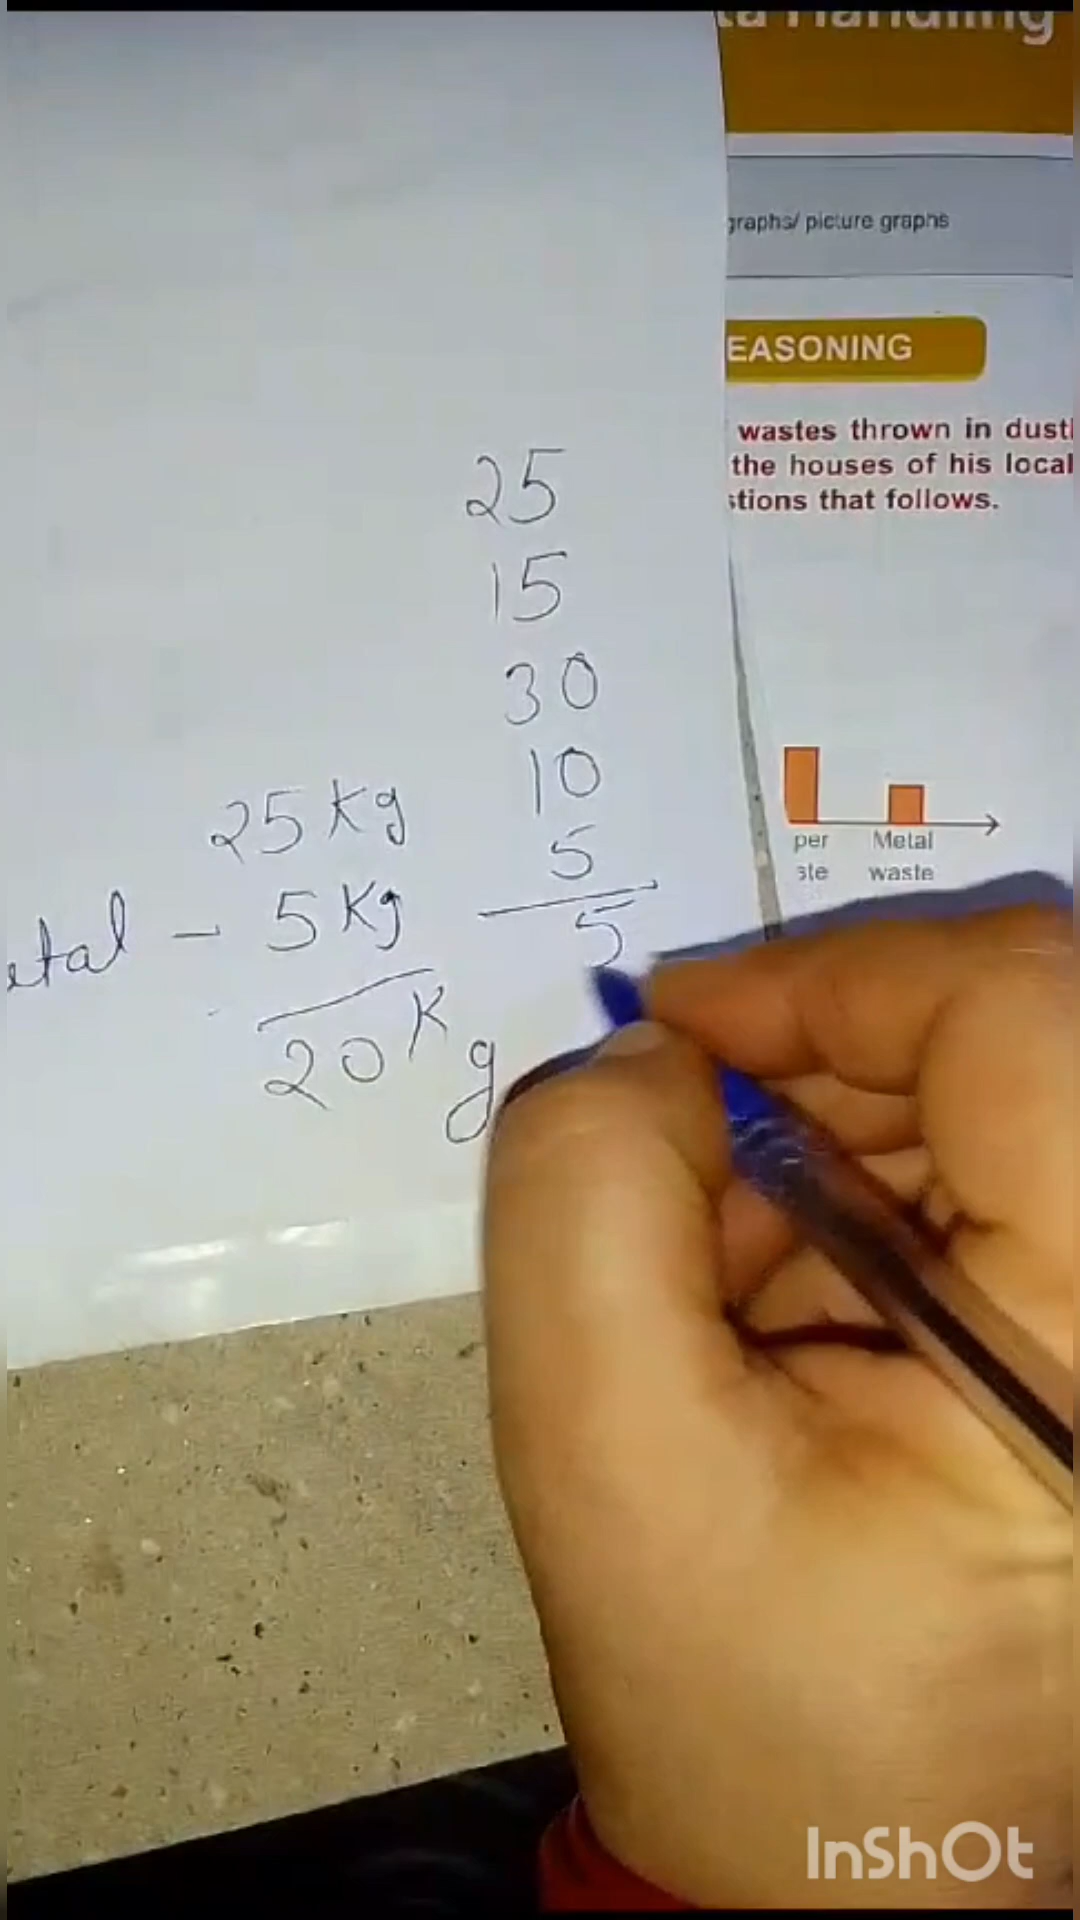 ta Handling
graphs/ picture graphs
EASONING
wastes thrown in dust
the houses of his local
stions that follows.
25
15
30
10
5
5
25 Kg
etal - 5 Kg
20 Kg
per Metal
ste waste
InShOt